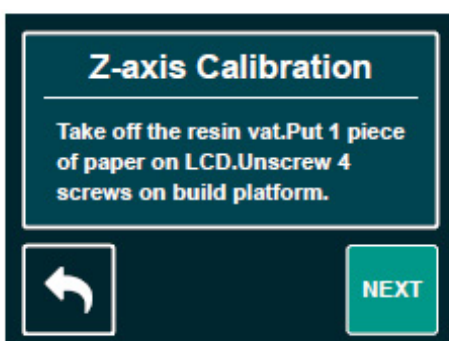 Z-axis Calibration
Take off the resin vat.Put 1 piece
of paper on LCD.Unscrew 4
screws on build platform.
NEXT